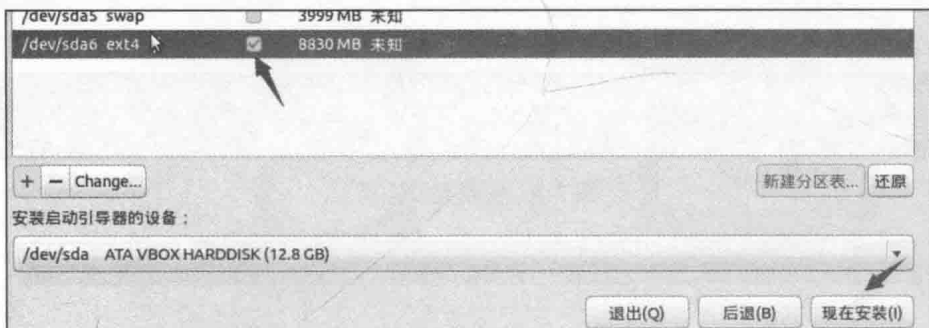 /dev/sda5 swap 3999 MB 未知
/dev/sda6 ext4 8830 MB 未知
+ − Change... 新建分区表... 还原
安装启动引导器的设备：
/dev/sda ATA VBOX HARDDISK (12.8 GB)
退出(Q) 后退(B) 现在安装(I)